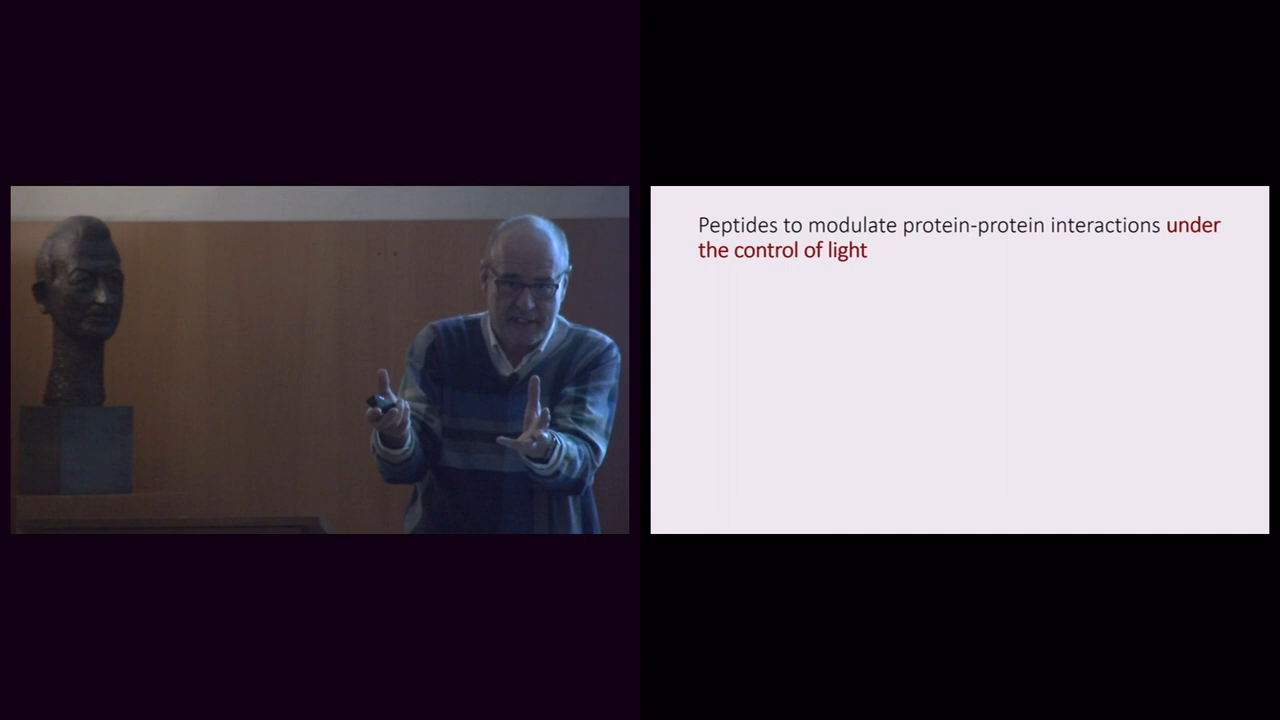 Peptides to modulate protein-protein interactions under
the control of light